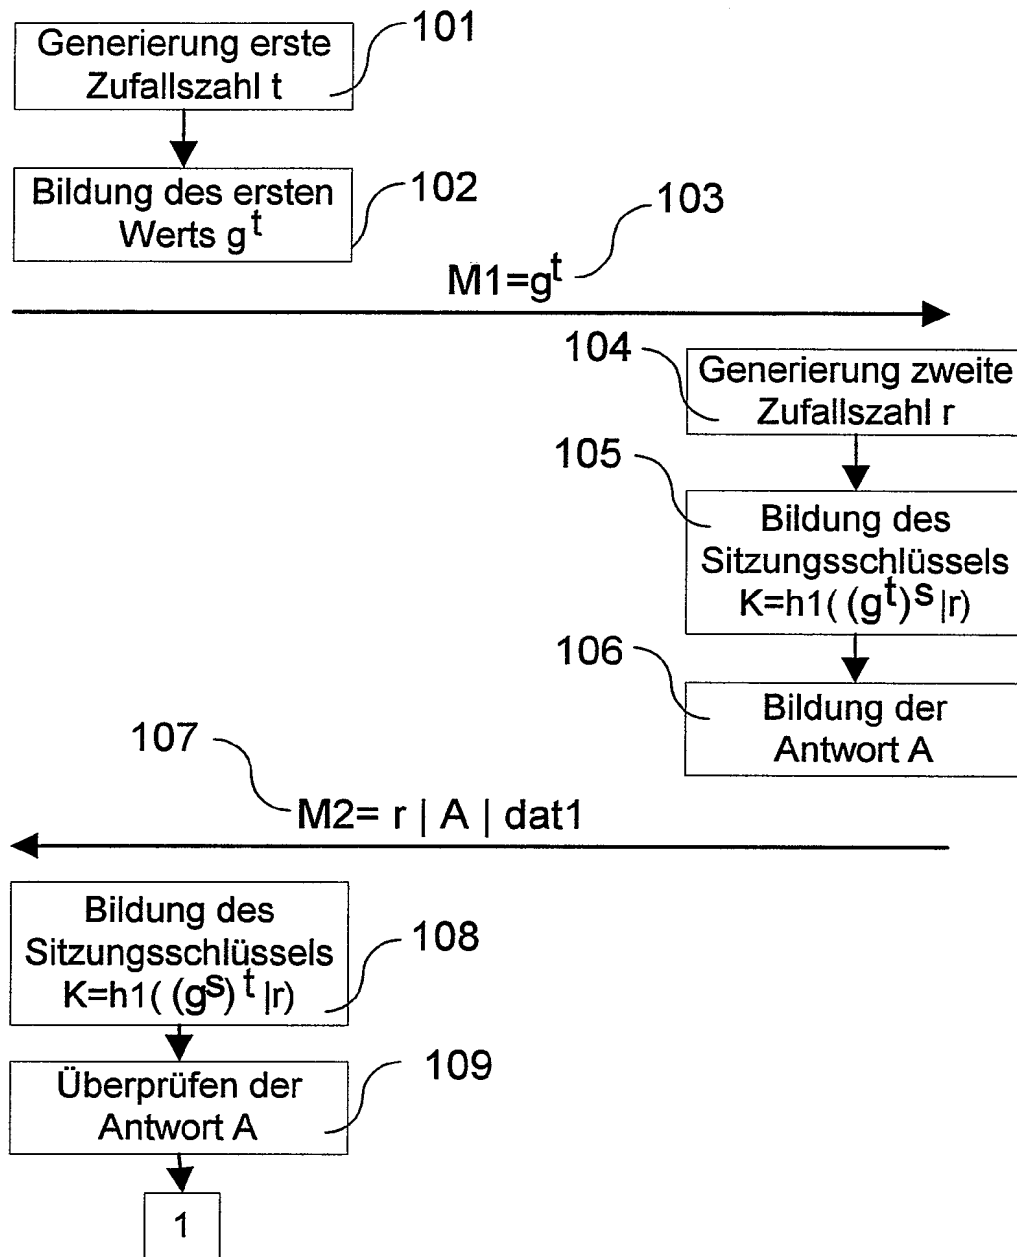 Generierung erste
Zufallszahl t
101
Bildung des ersten
Werts g^t
102
103
M1=g^t
104
Generierung zweite
Zufallszahl r
105
Bildung des
Sitzungsschlüssels
K=h1( (g^t)^s |r)
106
Bildung der
Antwort A
107
M2= r | A | dat1
Bildung des
Sitzungsschlüssels
K=h1( (g^s)^t |r)
108
Überprüfen der
Antwort A
109
1